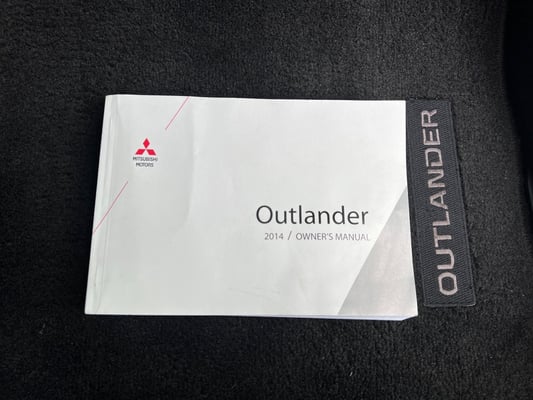 MITSUBISHI
MOTORS
Outlander
2014 / OWNER'S MANUAL
OUTLANDER